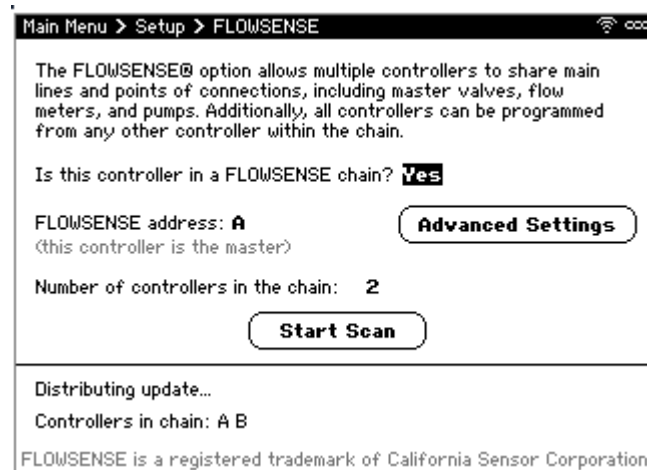 Main Menu > Setup > FLOWSENSE
The FLOWSENSE® option allows multiple controllers to share main
lines and points of connections, including master valves, flow
meters, and pumps. Additionally, all controllers can be programmed
from any other controller within the chain.
Is this controller in a FLOWSENSE chain? Yes
FLOWSENSE address: A
(this controller is the master)
Advanced Settings
Number of controllers in the chain: 2
Start Scan
Distributing update...
Controllers in chain: A B
FLOWSENSE is a registered trademark of California Sensor Corporation